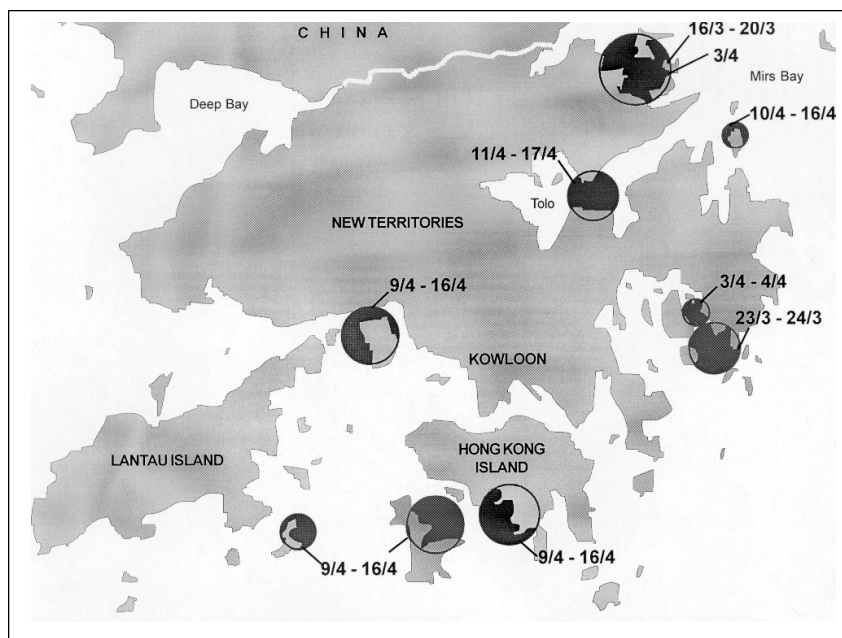 CHINA
16/3 - 20/3
3/4
Mirs Bay
Deep Bay
10/4 - 16/4
11/4 - 17/4
Tolo
NEW TERRITORIES
3/4 - 4/4
9/4 - 16/4
23/3 - 24/3
KOWLOON
HONG KONG
ISLAND
LANTAU ISLAND
9/4 - 16/4
9/4 - 16/4